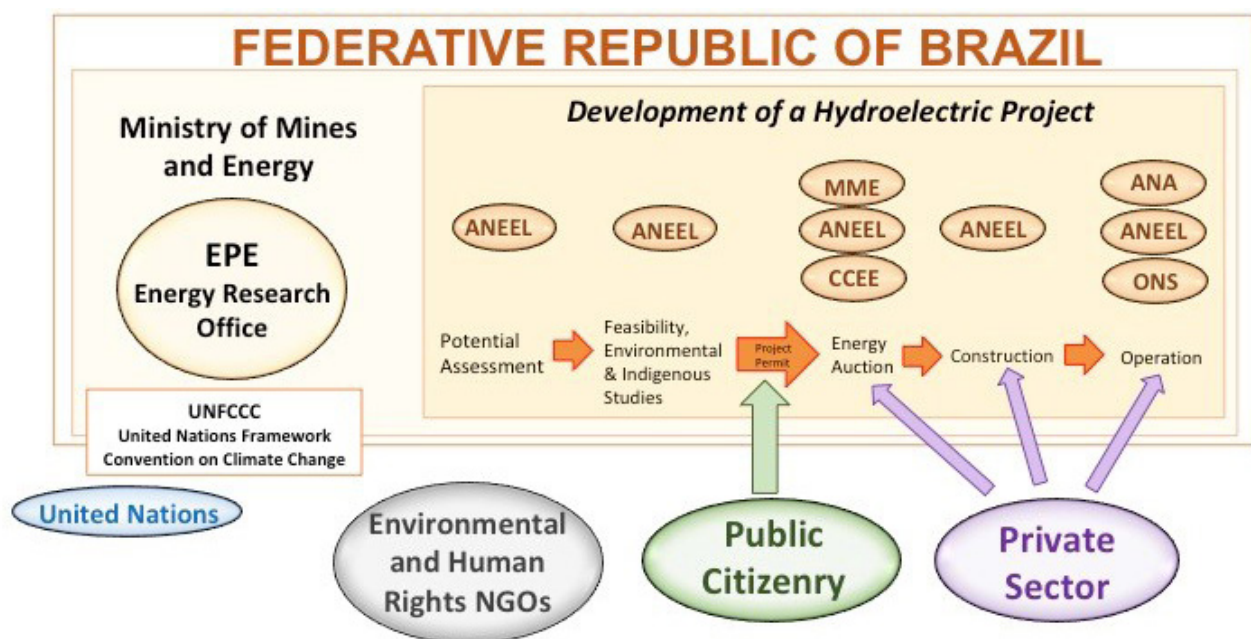 FEDERATIVE REPUBLIC OF BRAZIL
Ministry of Mines
and Energy
EPE
Energy Research
Office
UNFCCC
United Nations Framework
Convention on Climate Change
Development of a Hydroelectric Project
ANEEL
ANEEL
MME
ANEEL
CCEE
ANEEL
ANA
ANEEL
ONS
Potential
Assessment
Feasibility,
Environmental
& Indigenous
Studies
Project
Permit
Energy
Auction
Construction
Operation
United Nations
Environmental
and Human
Rights NGOs
Public
Citizenry
Private
Sector